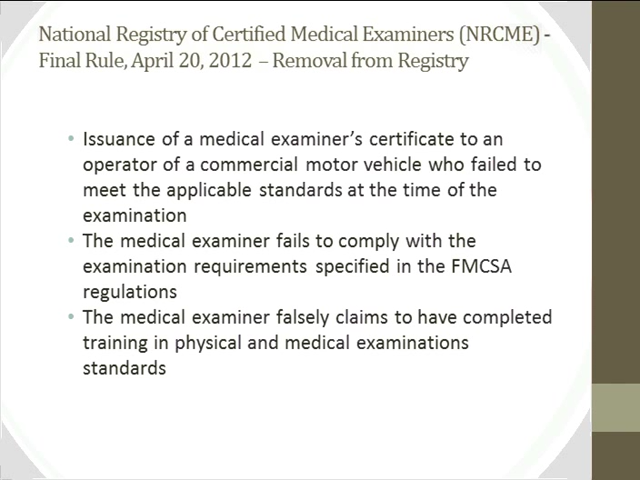 National Registry of Certified Medical Examiners (NRCME) -
Final Rule, April 20, 2012 – Removal from Registry
• Issuance of a medical examiner's certificate to an
operator of a commercial motor vehicle who failed to
meet the applicable standards at the time of the
examination
• The medical examiner fails to comply with the
examination requirements specified in the FMCSA
regulations
• The medical examiner falsely claims to have completed
training in physical and medical examinations
standards